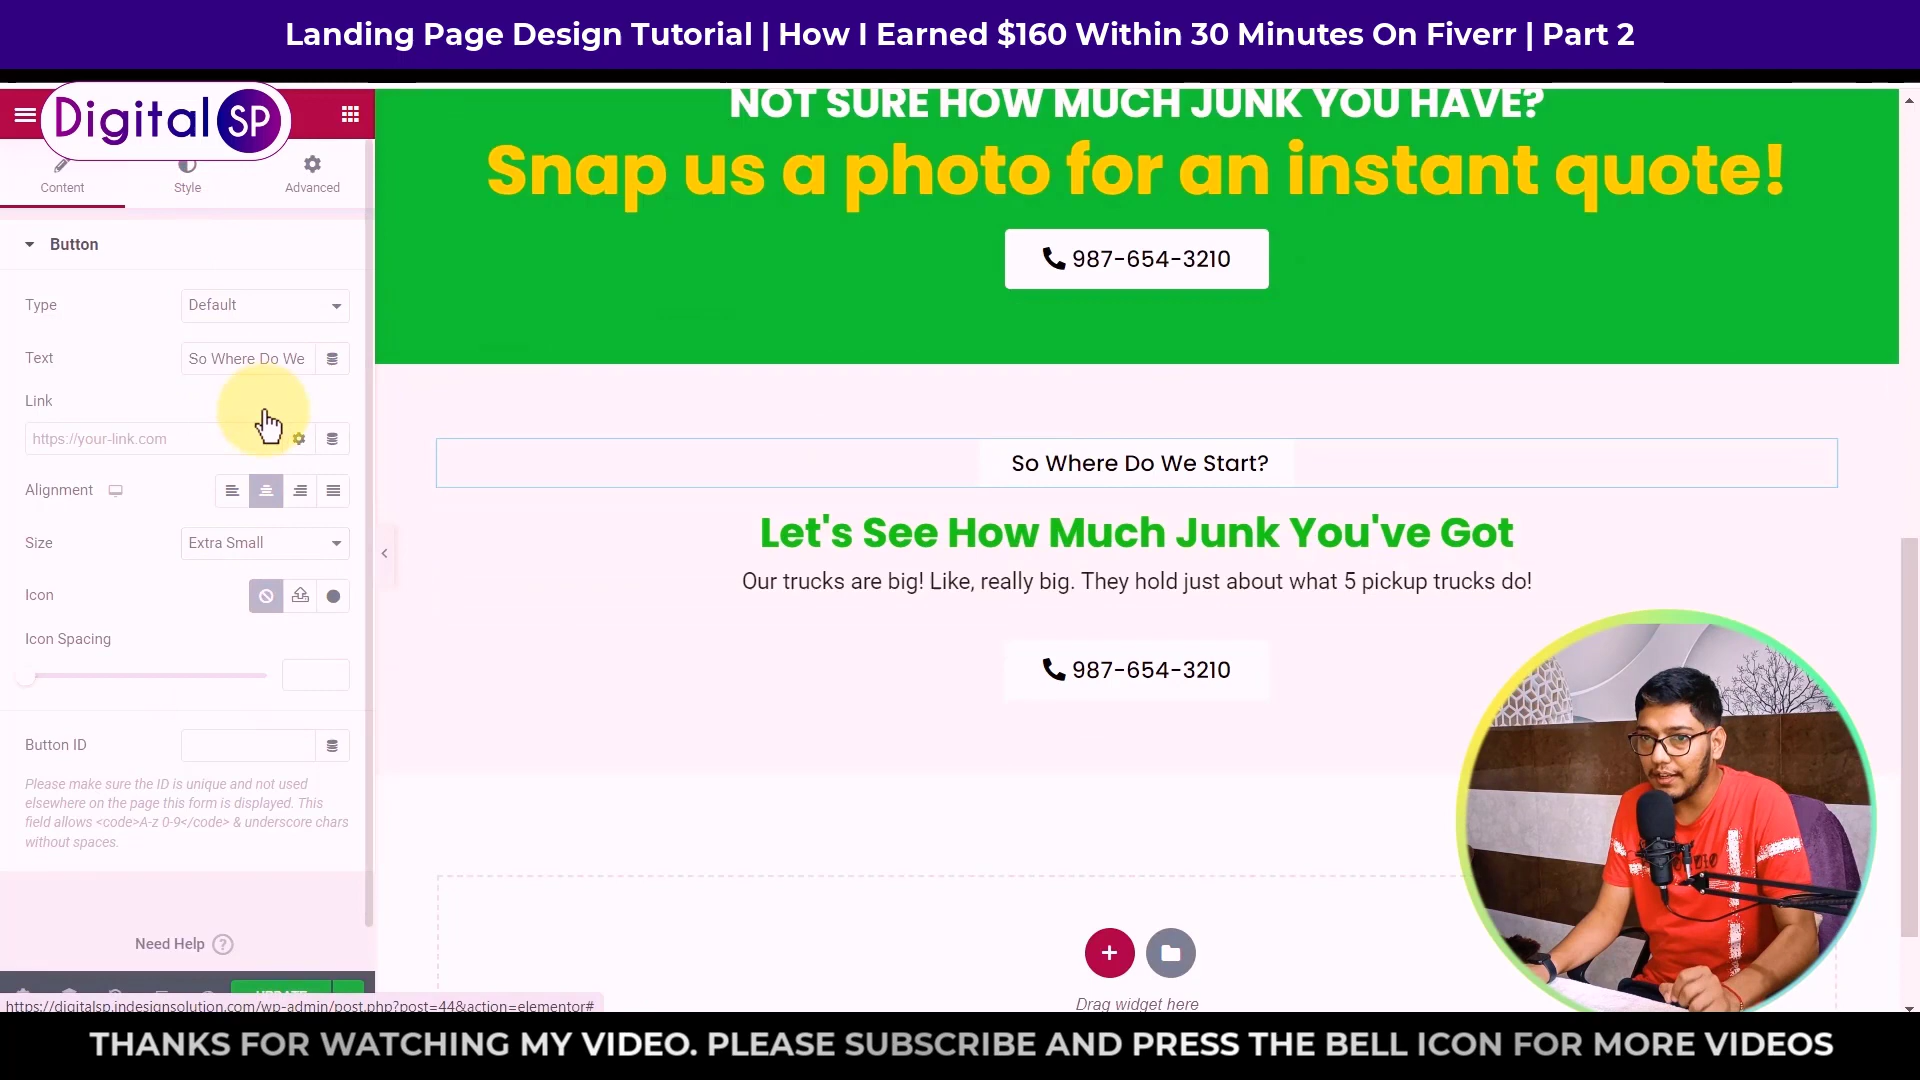 Landing Page Design Tutorial | How I Earned $160 Within 30 Minutes On Fiverr | Part 2
Digital SP
Content
Style
Advanced
Button
Type
Default
Text
So Where Do We
Link
https://your-link.com
Alignment
Size
Extra Small
Icon
Icon Spacing
Button ID
Please make sure the ID is unique and not used
elsewhere on the page this form is displayed. This
field allows <code>A-z 0-9</code> & underscore chars
without spaces.
Need Help ?
UPDATE
https://digitalsp.indesignsolution.com/wp-admin/post.php?post=44&action=elementor#
NOT SURE HOW MUCH JUNK YOU HAVE?
Snap us a photo for an instant quote!
987-654-3210
So Where Do We Start?
Let's See How Much Junk You've Got
Our trucks are big! Like, really big. They hold just about what 5 pickup trucks do!
987-654-3210
Drag widget here
THANKS FOR WATCHING MY VIDEO. PLEASE SUBSCRIBE AND PRESS THE BELL ICON FOR MORE VIDEOS